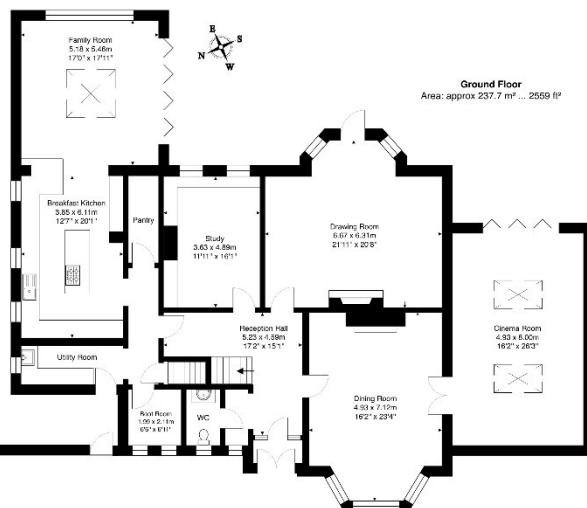 Family Room
5.18 x 5.46m
17'0" x 17'11"
E
S
N
W
Ground Floor
Area: approx 237.7 m² ... 2559 ft²
Breakfast Kitchen
3.85 x 6.11m
12'7" x 20'1"
Pantry
Study
3.63 x 4.89m
11'11" x 16'1"
Drawing Room
6.67 x 6.31m
21'11" x 20'8"
Reception Hall
5.23 x 4.59m
17'2" x 15'1"
Cinema Room
4.93 x 8.00m
16'2" x 26'3"
Utility Room
Dining Room
4.93 x 7.12m
16'2" x 23'4"
Boot Room
1.99 x 2.11m
6'6" x 6'11"
WC